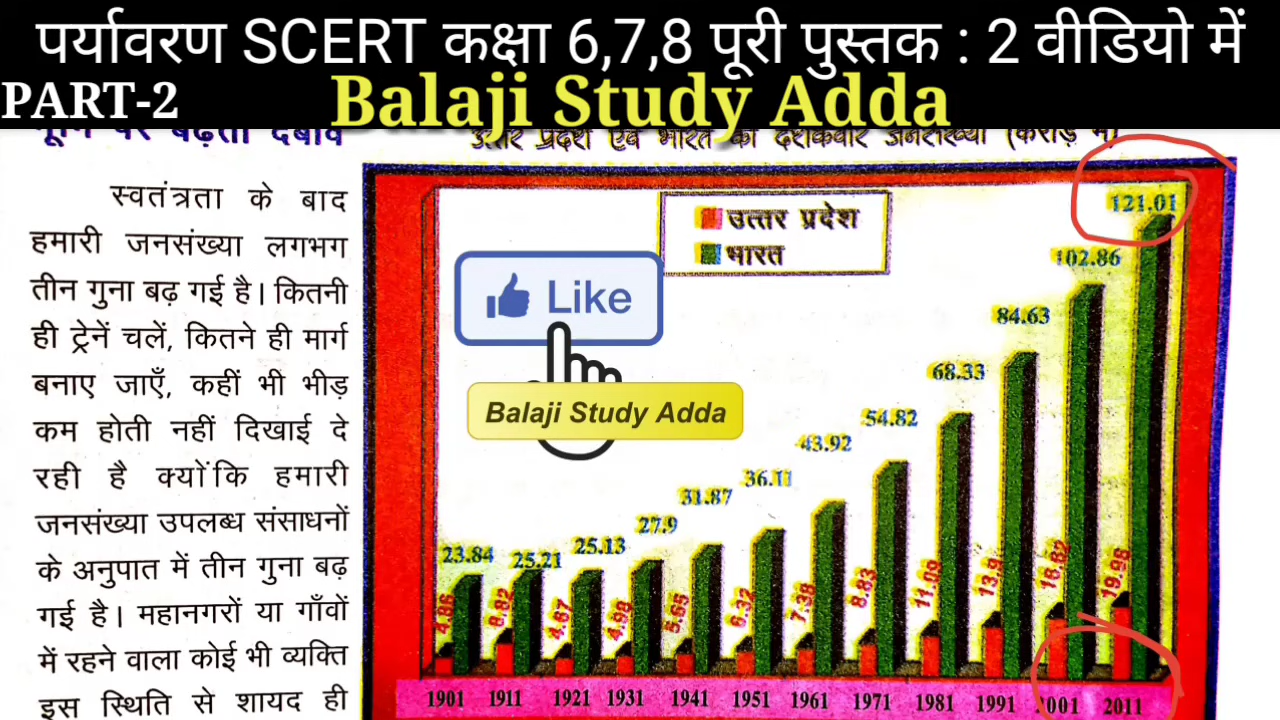 पर्यावरण SCERT कक्षा 6,7,8 पूरी पुस्तक : 2 वीडियो में
PART-2
Balaji Study Adda
स्वतंत्रता के बाद
हमारी जनसंख्या लगभग
तीन गुना बढ़ गई है। कितनी
ही ट्रेनें चलें, कितने ही मार्ग
बनाए जाएँ, कहीं भी भीड़
कम होती नहीं दिखाई दे
रही है क्योंकि हमारी
जनसंख्या उपलब्ध संसाधनों
के अनुपात में तीन गुना बढ़
गई है। महानगरों या गाँवों
में रहने वाला कोई भी व्यक्ति
इस स्थिति से शायद ही
उत्तर प्रदेश एवं भारत की दशकवार जनसंख्या (करोड़ में)
उत्तर प्रदेश
भारत
Like
Balaji Study Adda
23.84
25.21
25.13
27.9
31.87
36.11
43.92
54.82
68.33
84.63
102.86
121.01
4.86
4.67
5.65
6.32
7.38
8.83
11.09
13.9
19.98
1901 1911 1921 1931 1941 1951 1961 1971 1981 1991 2001 2011